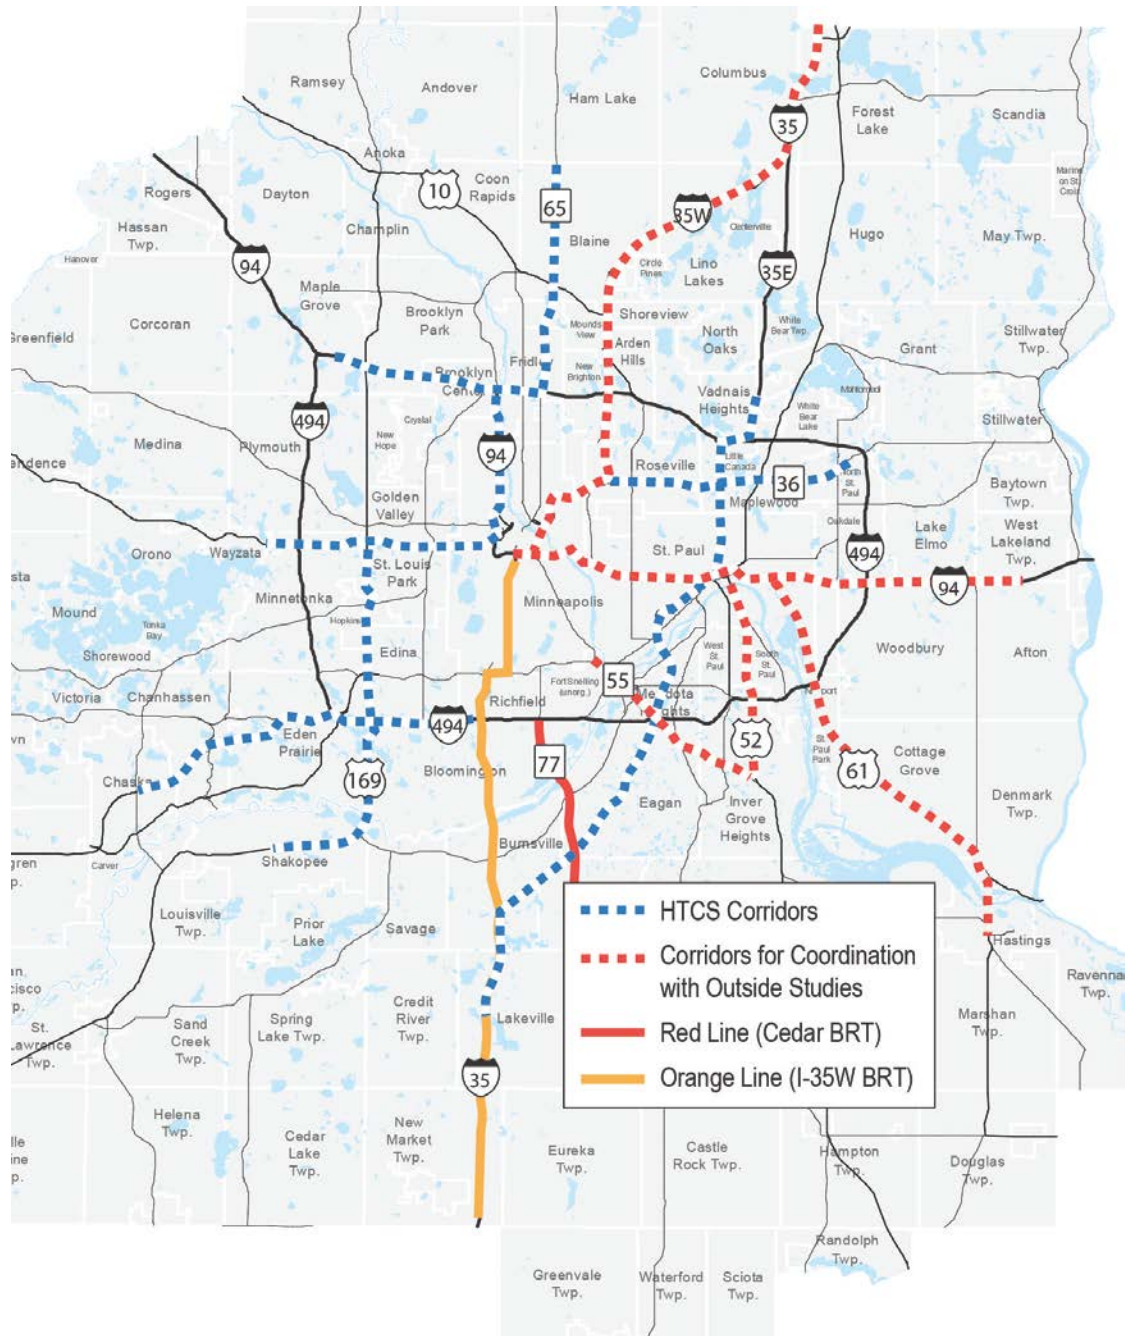 Columbus
Ramsey
Andover
Ham Lake
Forest
Lake
Scandia
35
Anoka
Coon
Rapids
10
Marine
on St.
Croix
Rogers
Dayton
65
35W
Centerville
Hassan
Twp.
Champlin
Blaine
Hugo
May Twp.
Hanover
94
Circle
Pines
Lino
Lakes
35E
Maple
Grove
Brooklyn
Park
Shoreview
Corcoran
Greenfield
Mounds
View
Arden
Hills
North
Oaks
White
Bear Twp.
Stillwater
Twp.
Grant
Fridley
New
Brighton
Brooklyn
Center
Vadnais
Heights
Mahtomedi
494
Crystal
White
Bear
Lake
Stillwater
Medina
Plymouth
New
Hope
94
Roseville
Little
Canada
36
North
St.
Paul
Baytown
Twp.
pendence
Golden
Valley
Maplewood
Oakdale
Lake
Elmo
West
Lakeland
Twp.
Orono
Wayzata
St. Louis
Park
St. Paul
494
94
Minnetonka
Minneapolis
Mound
Tonka
Bay
Hopkins
Edina
West
St.
Paul
South
St.
Paul
Woodbury
Afton
Shorewood
Victoria
Chanhassen
Richfield
Fort Snelling
(unorg.)
55
Mendota
Heights
Eden
Prairie
494
52
St.
Paul
Park
Cottage
Grove
Chaska
169
Bloomington
77
61
Eagan
Inver
Grove
Heights
Denmark
Twp.
Carver
Shakopee
Burnsville
Louisville
Twp.
Prior
Lake
Savage
HTCS Corridors
Corridors for Coordination
with Outside Studies
Red Line (Cedar BRT)
Orange Line (I-35W BRT)
Hastings
Ravenna
Twp.
St.
Lawrence
Twp.
Sand
Creek
Twp.
Spring
Lake Twp.
Credit
River
Twp.
Lakeville
Marshan
Twp.
35
Helena
Twp.
Cedar
Lake
Twp.
New
Market
Twp.
Eureka
Twp.
Castle
Rock Twp.
Hampton
Twp.
Douglas
Twp.
Randolph
Twp.
Greenvale
Twp.
Waterford
Twp.
Sciota
Twp.